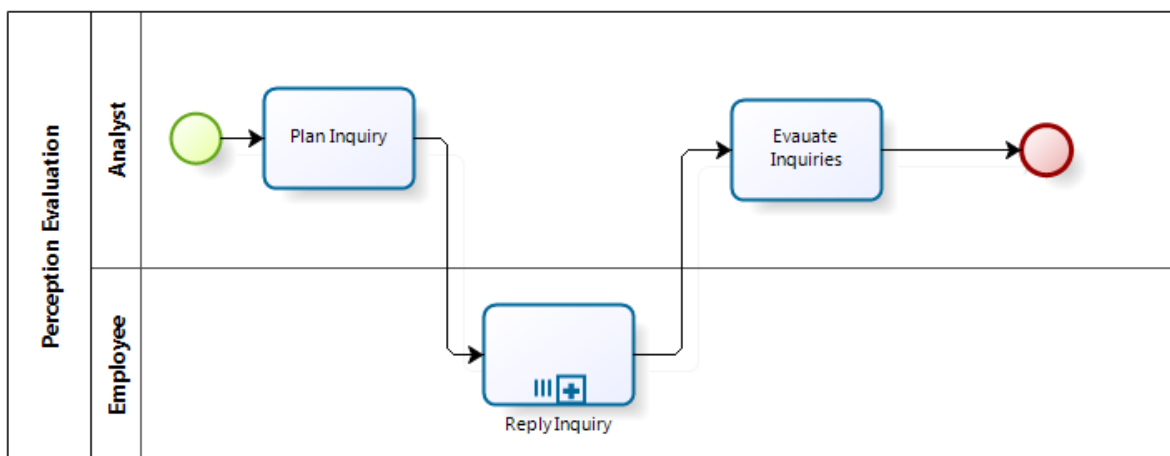 Perception Evaluation
Analyst
Plan Inquiry
Evauate
Inquiries
Employee
Reply Inquiry